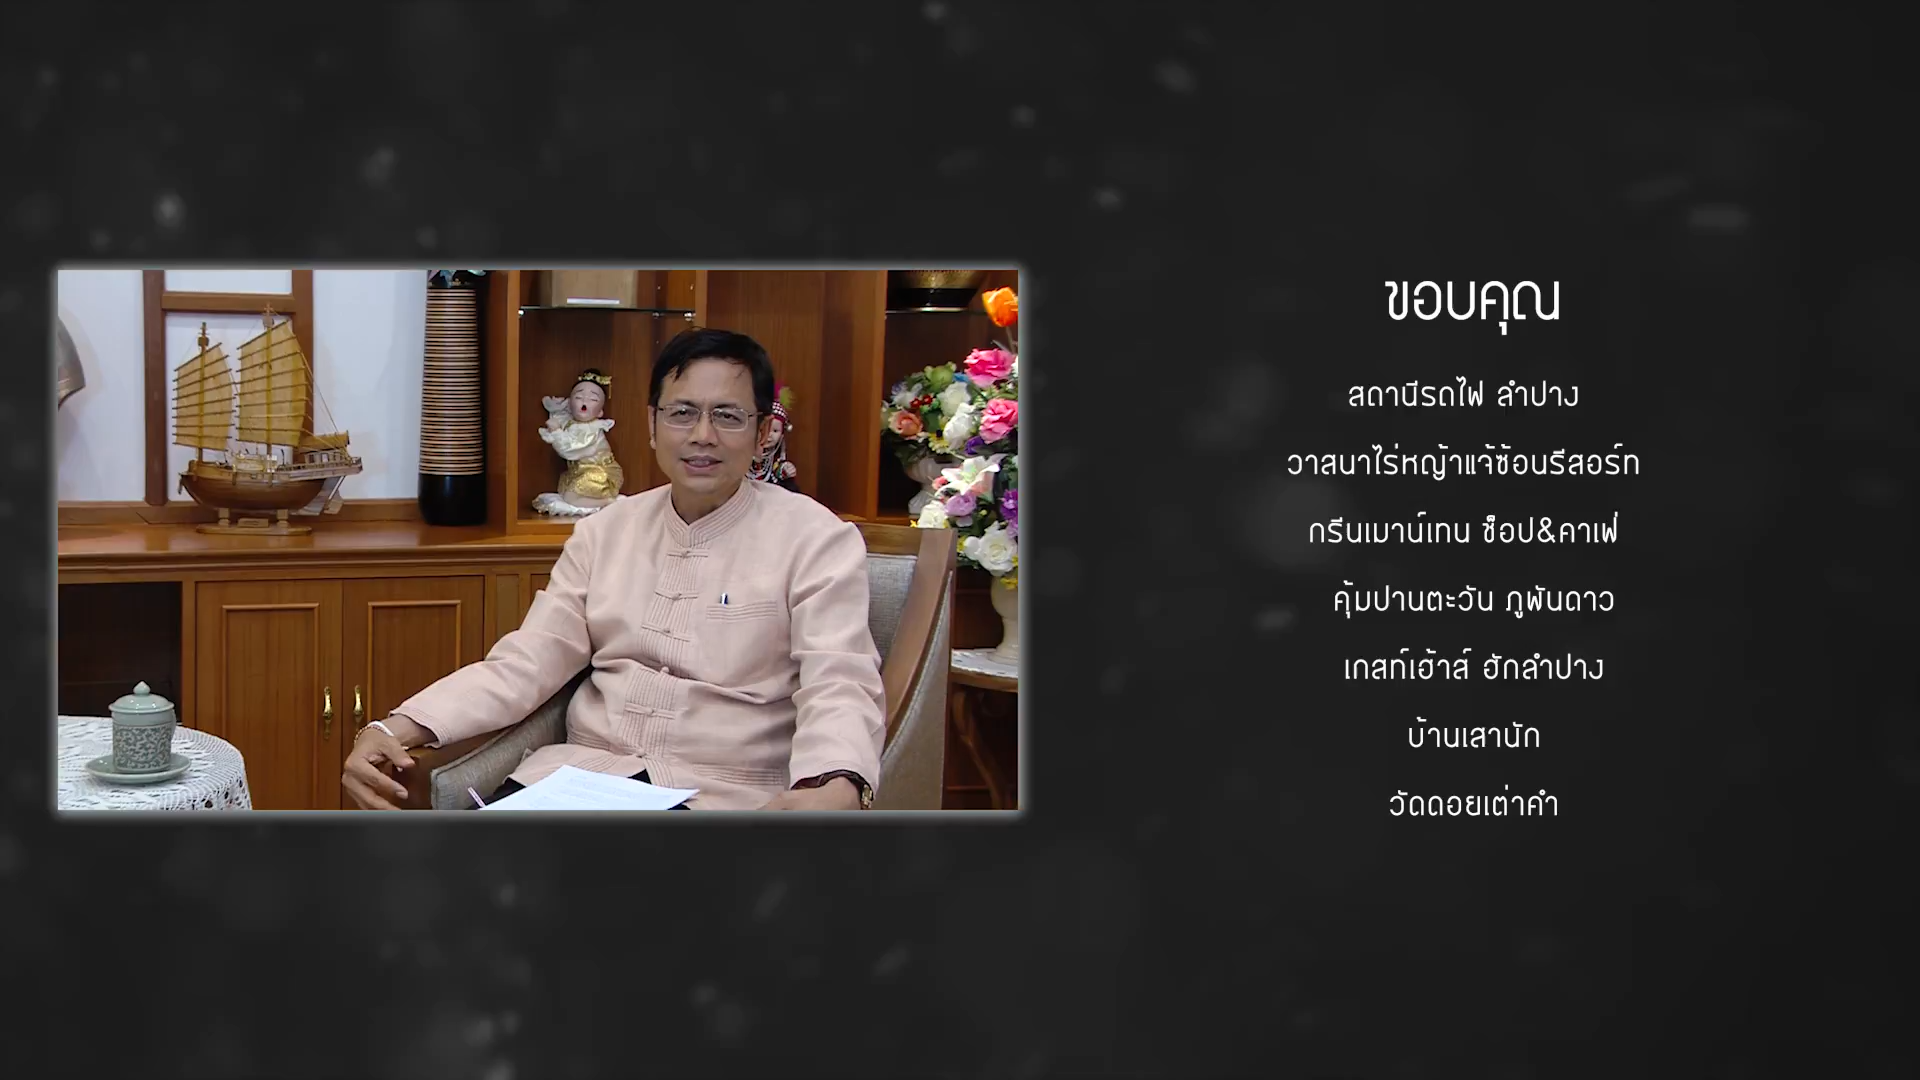 ขอบคุณ
สถานีรถไฟ ลำปาง
วาสนาไร่หญ้าแจ้ซ้อนรีสอร์ท
กรีนเมาน์เทน ช็อป&คาเฟ่
คุ้มปานตะวัน ภูพันดาว
เกสท์เฮ้าส์ ฮักลำปาง
บ้านเสานัก
วัดดอยเต่าคำ